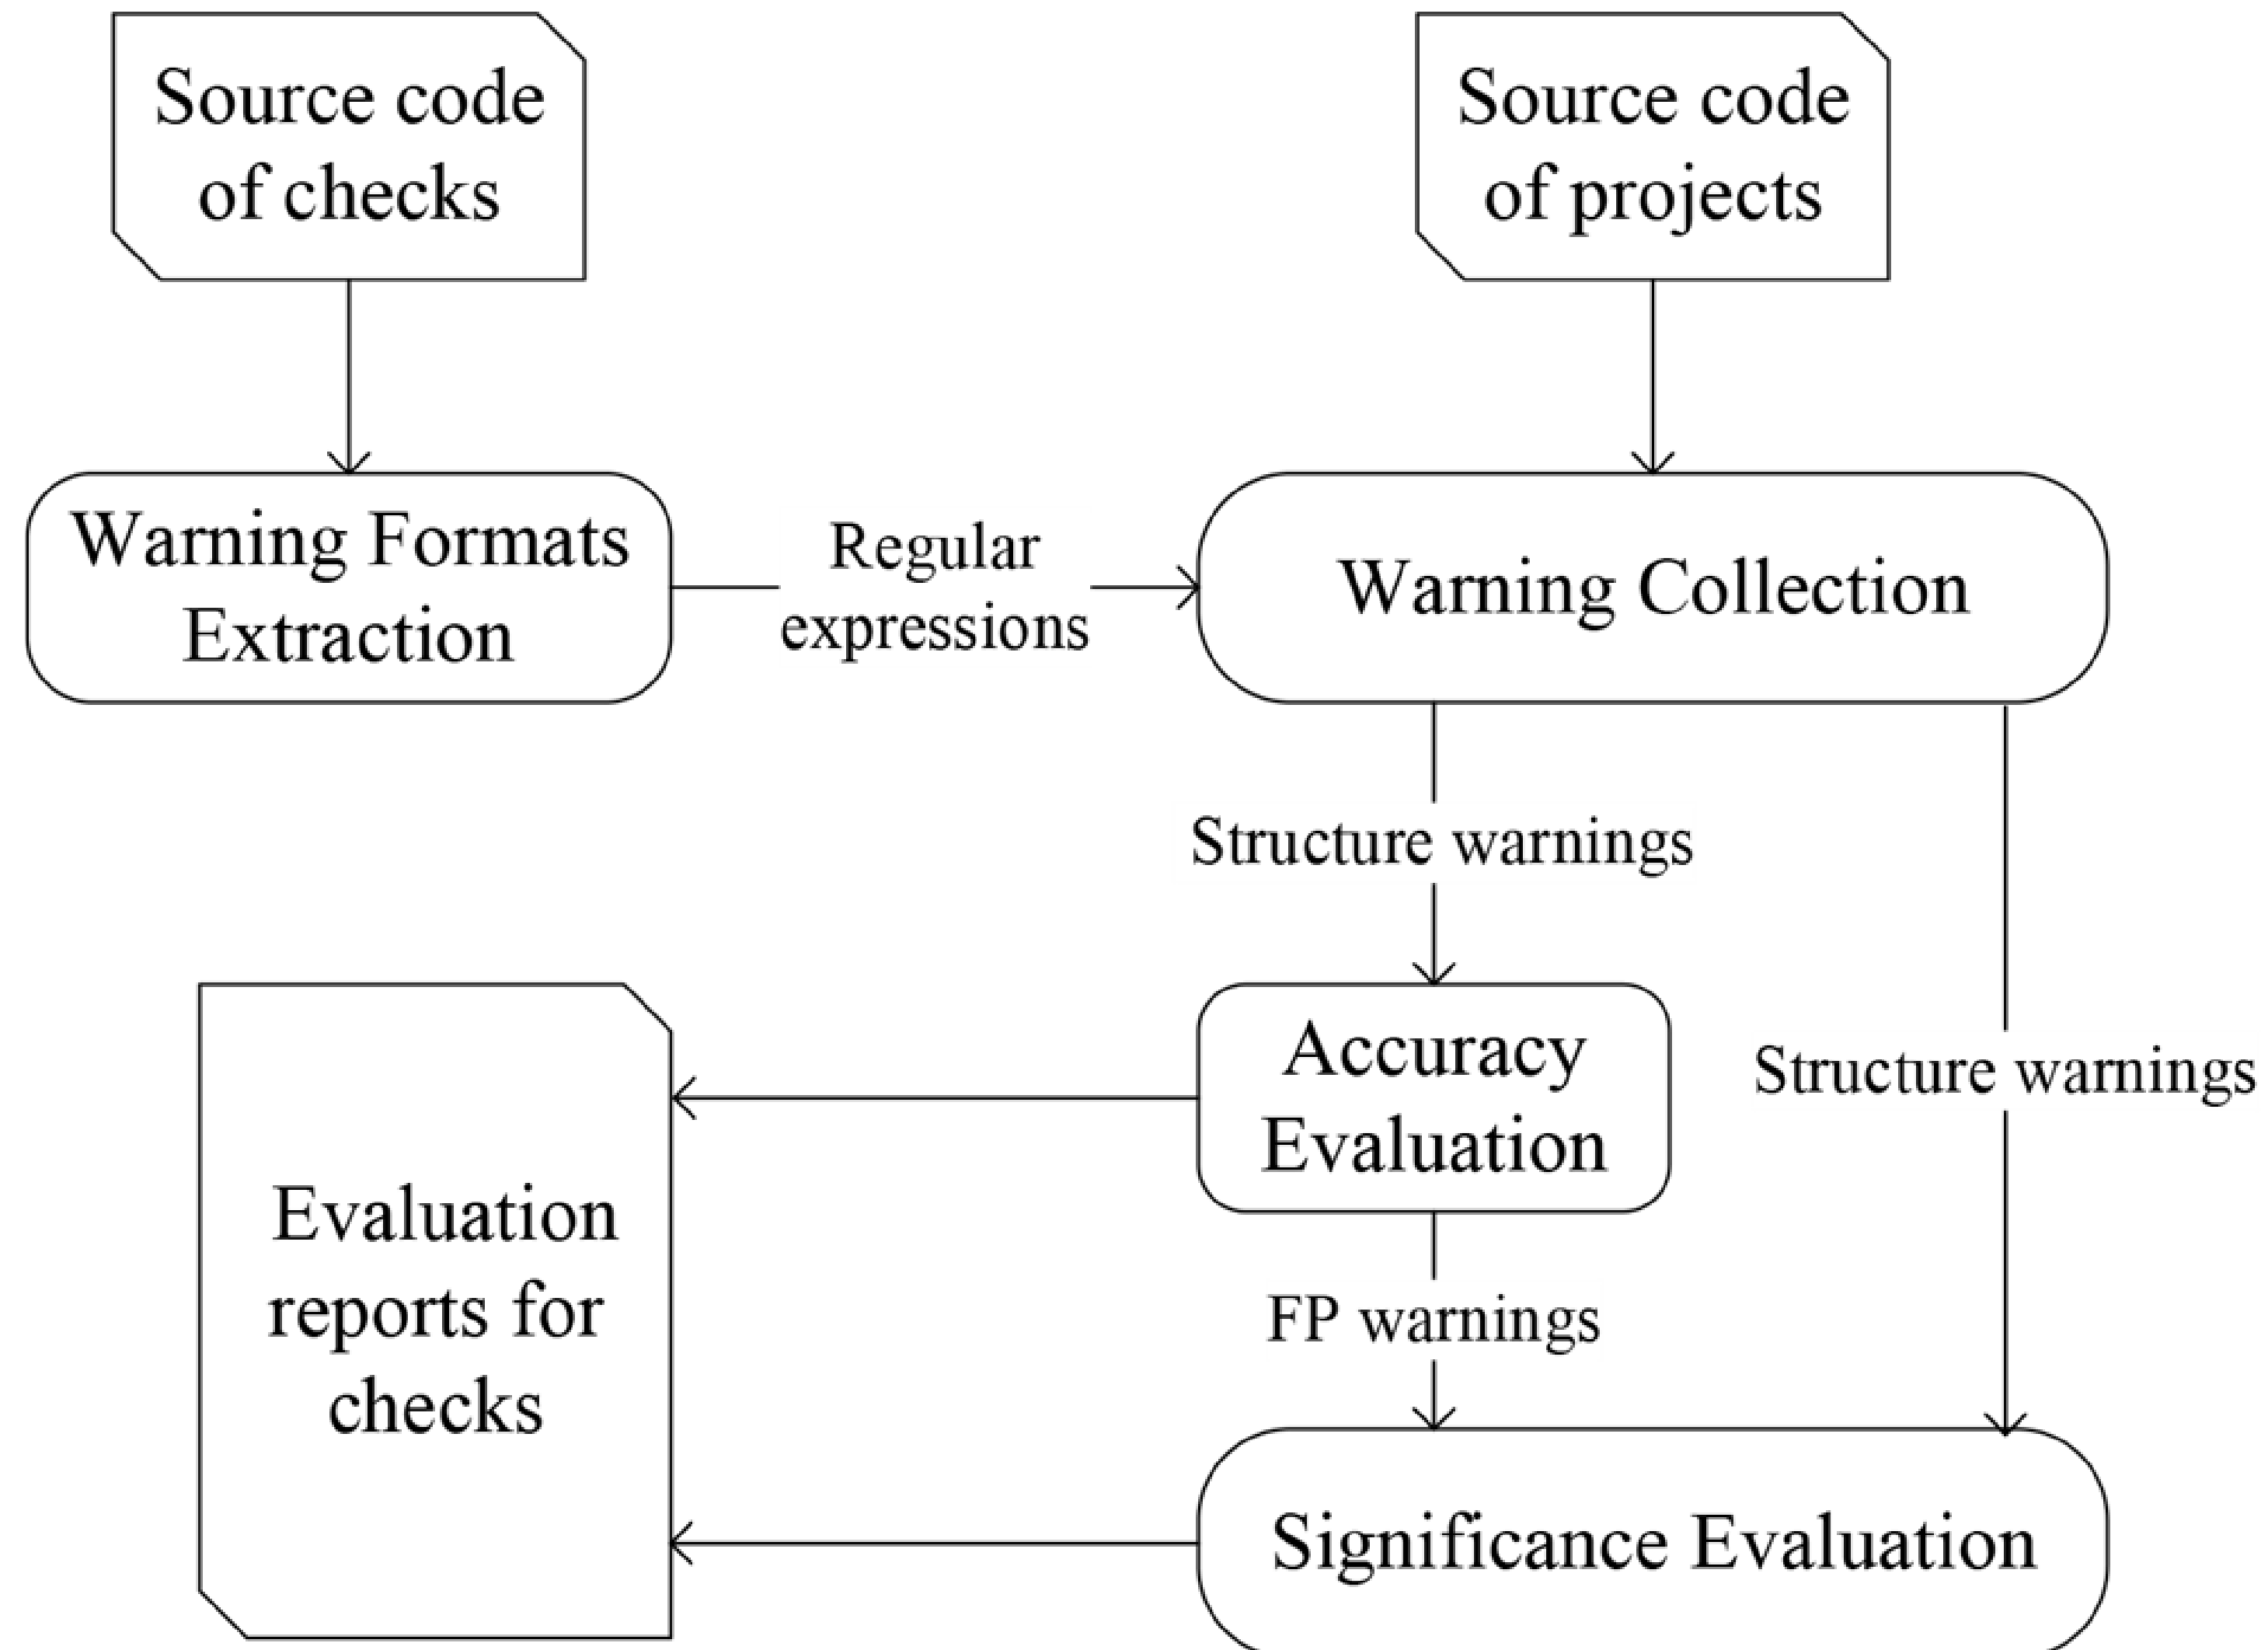 Source code
of checks
Source code
of projects
Warning Formats
Extraction
Regular
expressions
Warning Collection
Structure warnings
Structure warnings
Accuracy
Evaluation
Evaluation
reports for
checks
FP warnings
Significance Evaluation